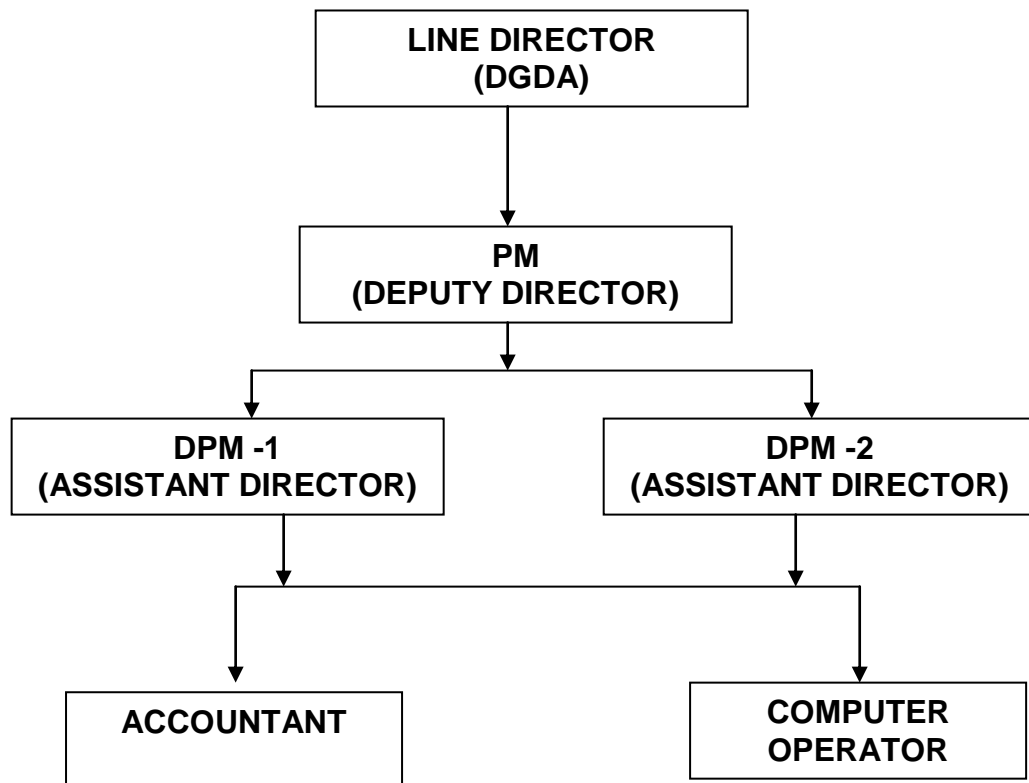 LINE DIRECTOR
(DGDA)
PM
(DEPUTY DIRECTOR)
DPM -1
(ASSISTANT DIRECTOR)
DPM -2
(ASSISTANT DIRECTOR)
ACCOUNTANT
COMPUTER
OPERATOR